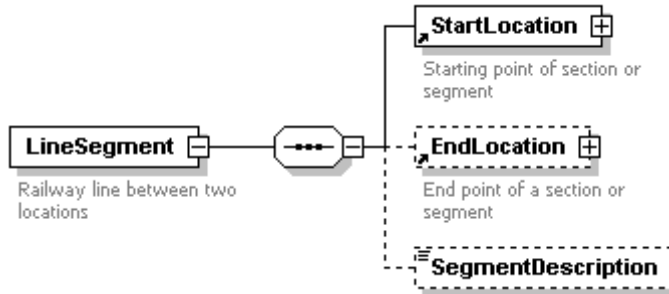 StartLocation
Starting point of section or
segment
LineSegment
Railway line between two
locations
EndLocation
End point of a section or
segment
SegmentDescription